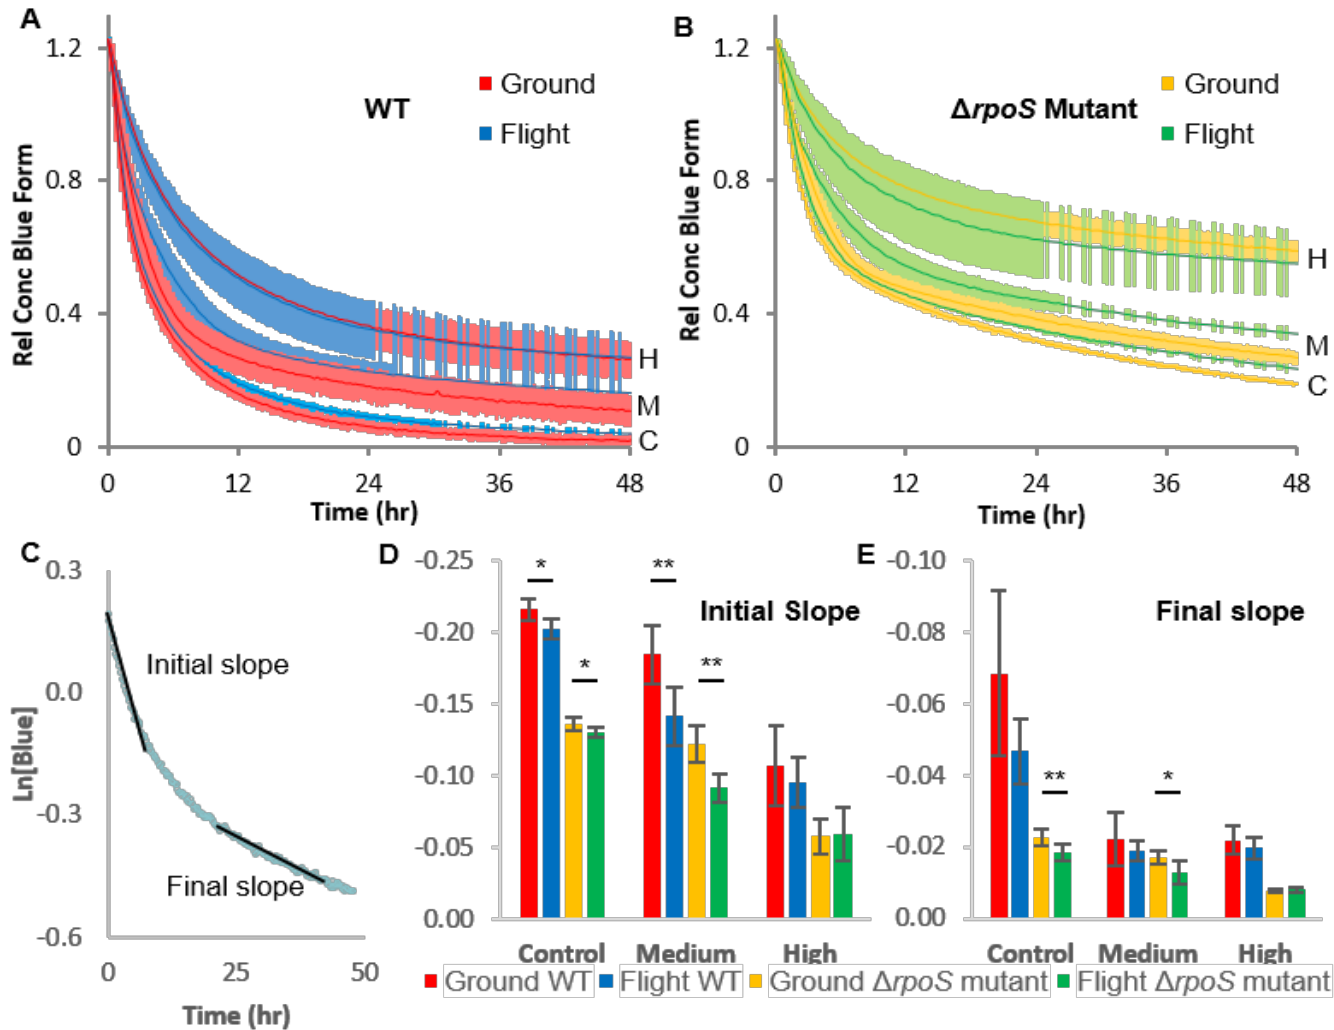 A
B
1.2
0.8
0.4
0
Rel Conc Blue Form
WT
Ground
Flight
H
M
C
0 12 24 36 48
Time (hr)
1.2
0.8
0.4
0
Rel Conc Blue Form
ΔrpoS Mutant
Ground
Flight
H
M
C
0 12 24 36 48
Time (hr)
C
0.3
0.0
-0.3
-0.6
Ln[Blue]
Initial slope
Final slope
0 25 50
Time (hr)
D
-0.25
-0.20
-0.15
-0.10
-0.05
0.00
* **
Initial Slope
* **
Control Medium High
E
-0.10
-0.08
-0.06
-0.04
-0.02
0.00
Final slope
** *
Control Medium High
Ground WT Flight WT Ground ΔrpoS mutant Flight ΔrpoS mutant